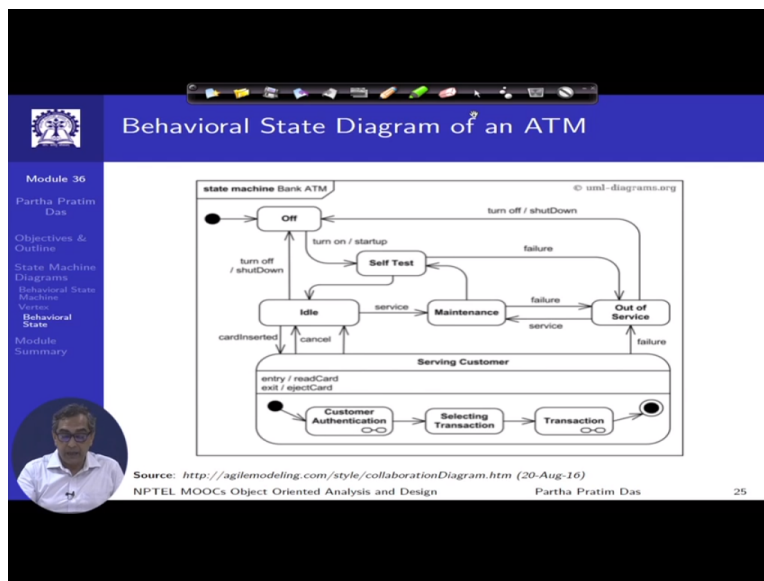 Behavioral State Diagram of an ATM
Module 36
Partha Pratim
Das
Objectives &
Outline
State Machine
Diagrams
Behavioral State
Machine
Vertex
Behavioral
State
Module
Summary
state machine Bank ATM
© uml-diagrams.org
Off
turn off / shutDown
turn on / startup
turn off
/ shutDown
Self Test
failure
Idle
service
Maintenance
failure
service
Out of
Service
cardInserted
cancel
failure
Serving Customer
entry / readCard
exit / ejectCard
Customer
Authentication
Selecting
Transaction
Transaction
Source: http://agilemodeling.com/style/collaborationDiagram.htm (20-Aug-16)
NPTEL MOOCs Object Oriented Analysis and Design Partha Pratim Das 25